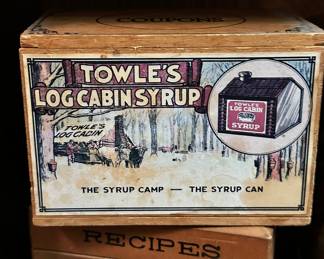 COUPONS
TOWLE'S
LOG CABIN SYRUP
TOWLE'S
LOG CABIN
TOWLE'S
LOG CABIN
SYRUP
THE SYRUP CAMP — THE SYRUP CAN
RECIPES